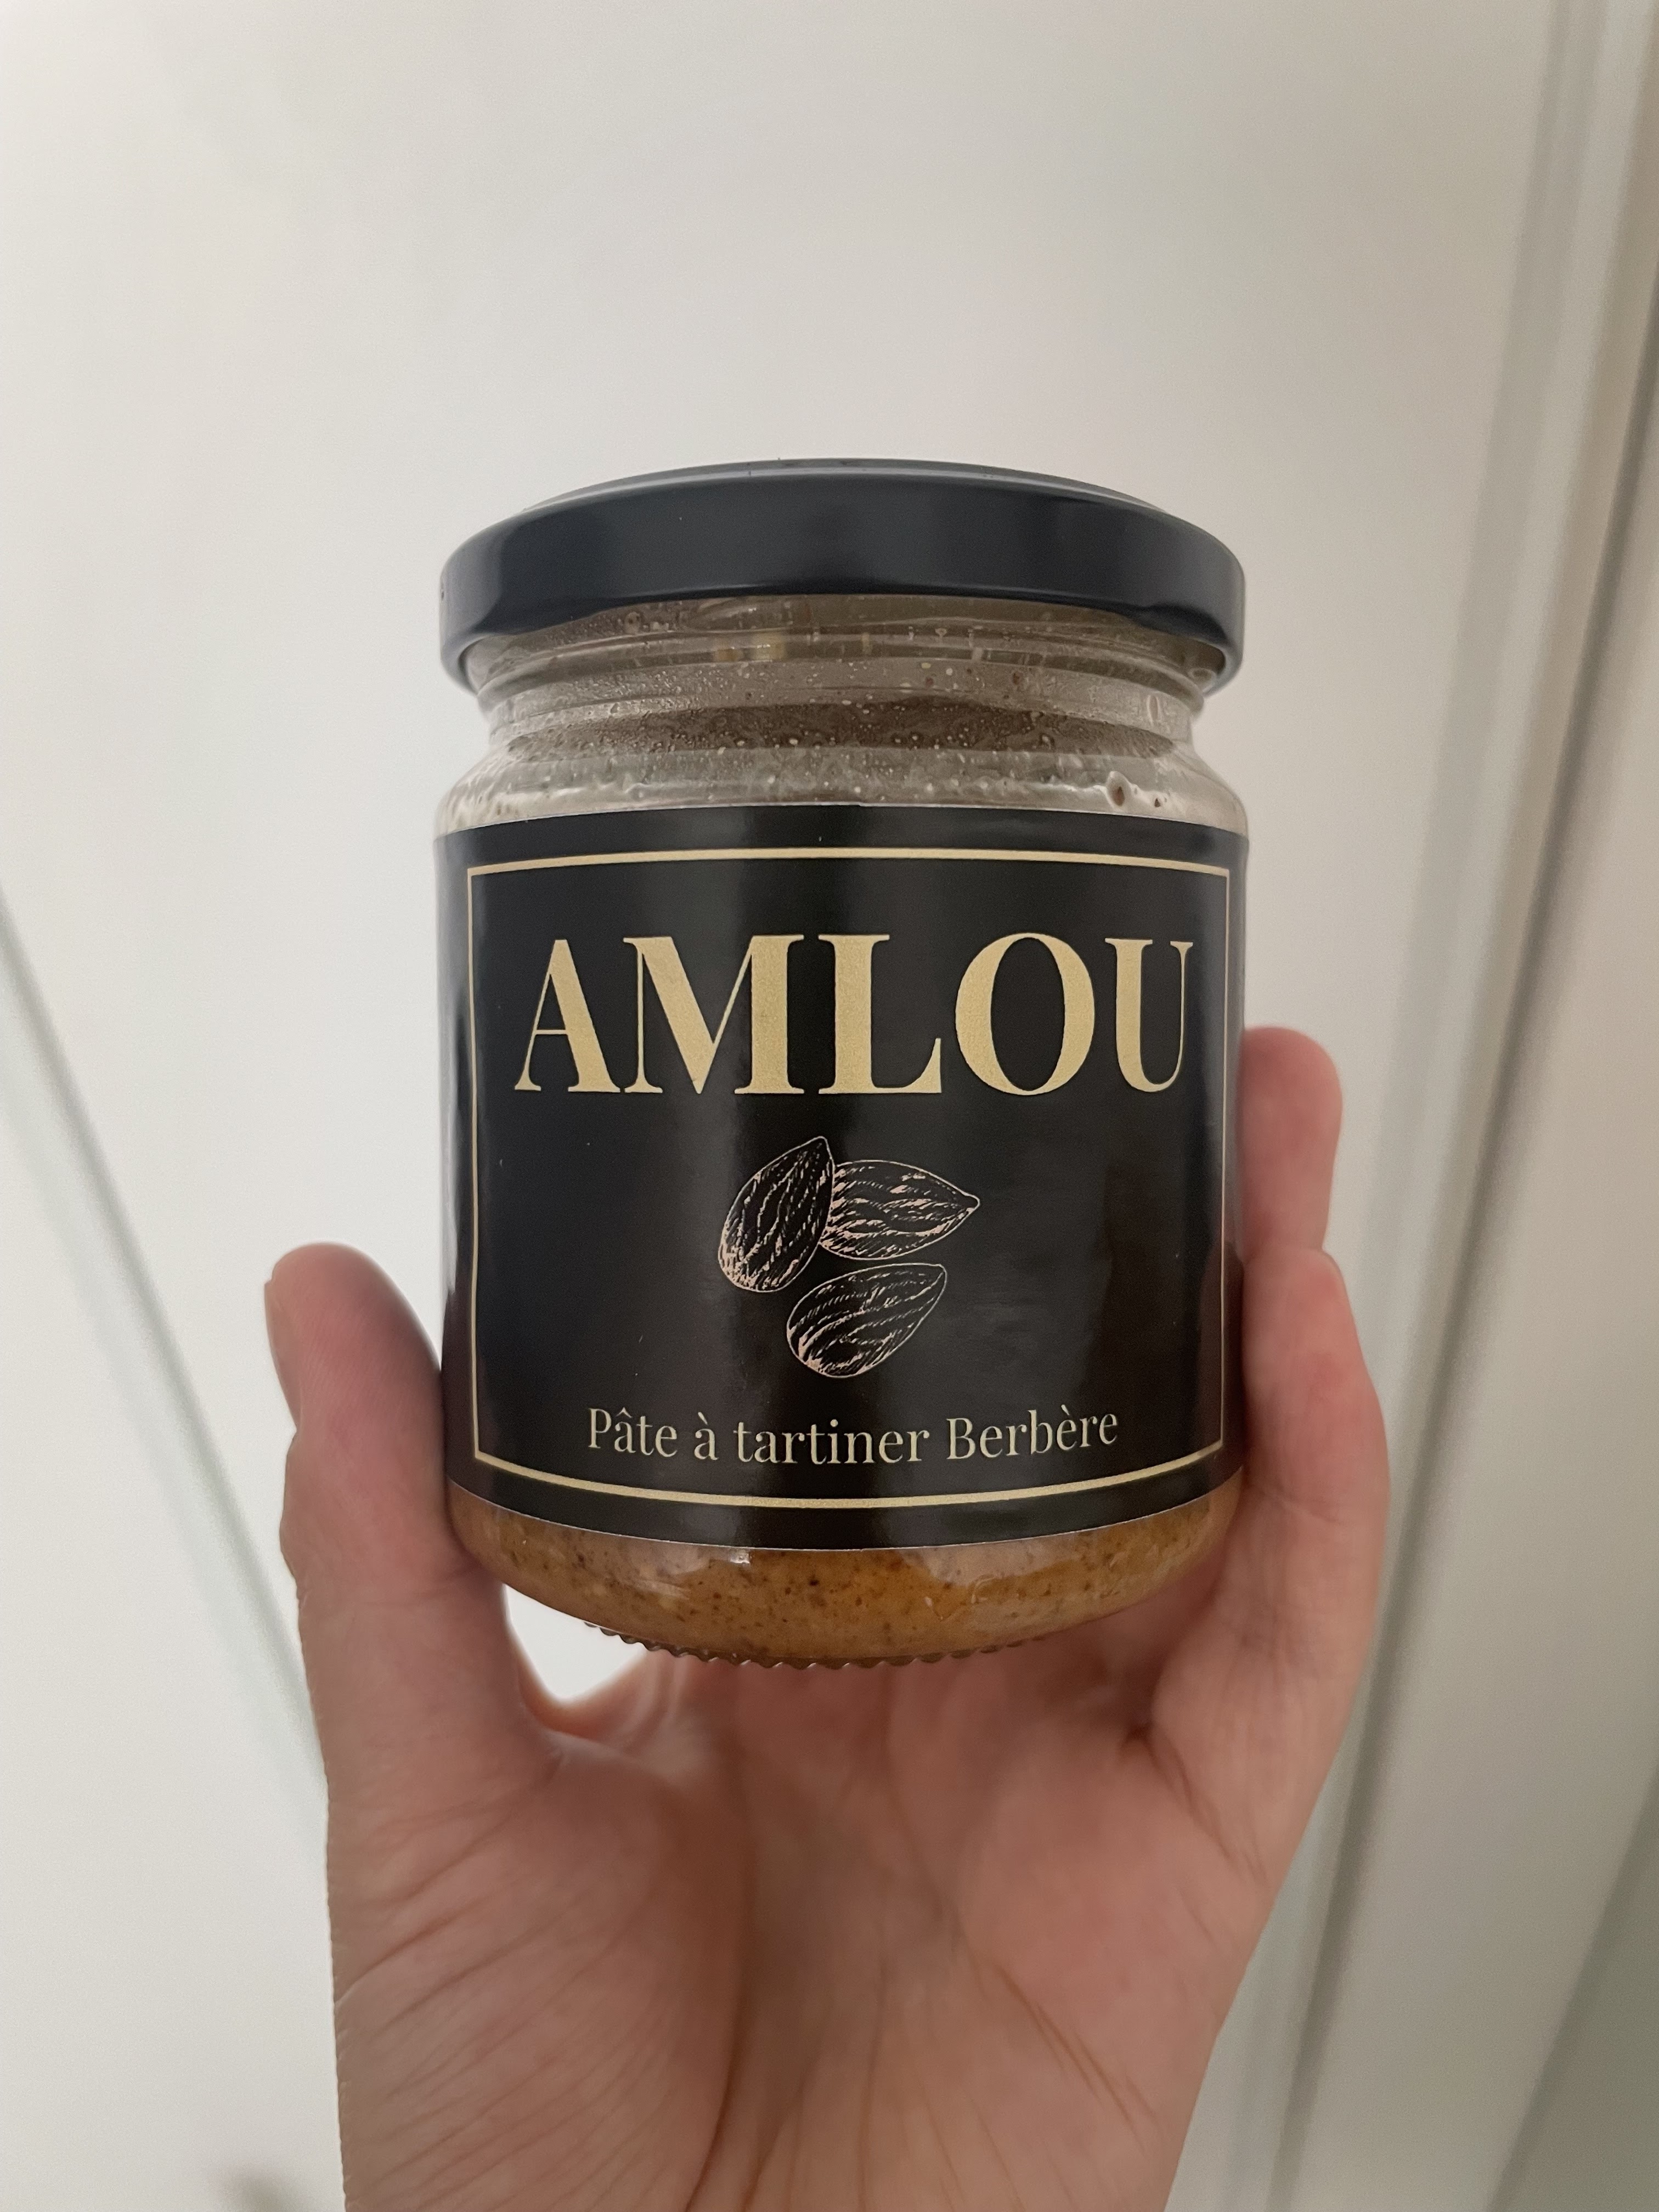 AMLOU
Pâte à tartiner Berbère